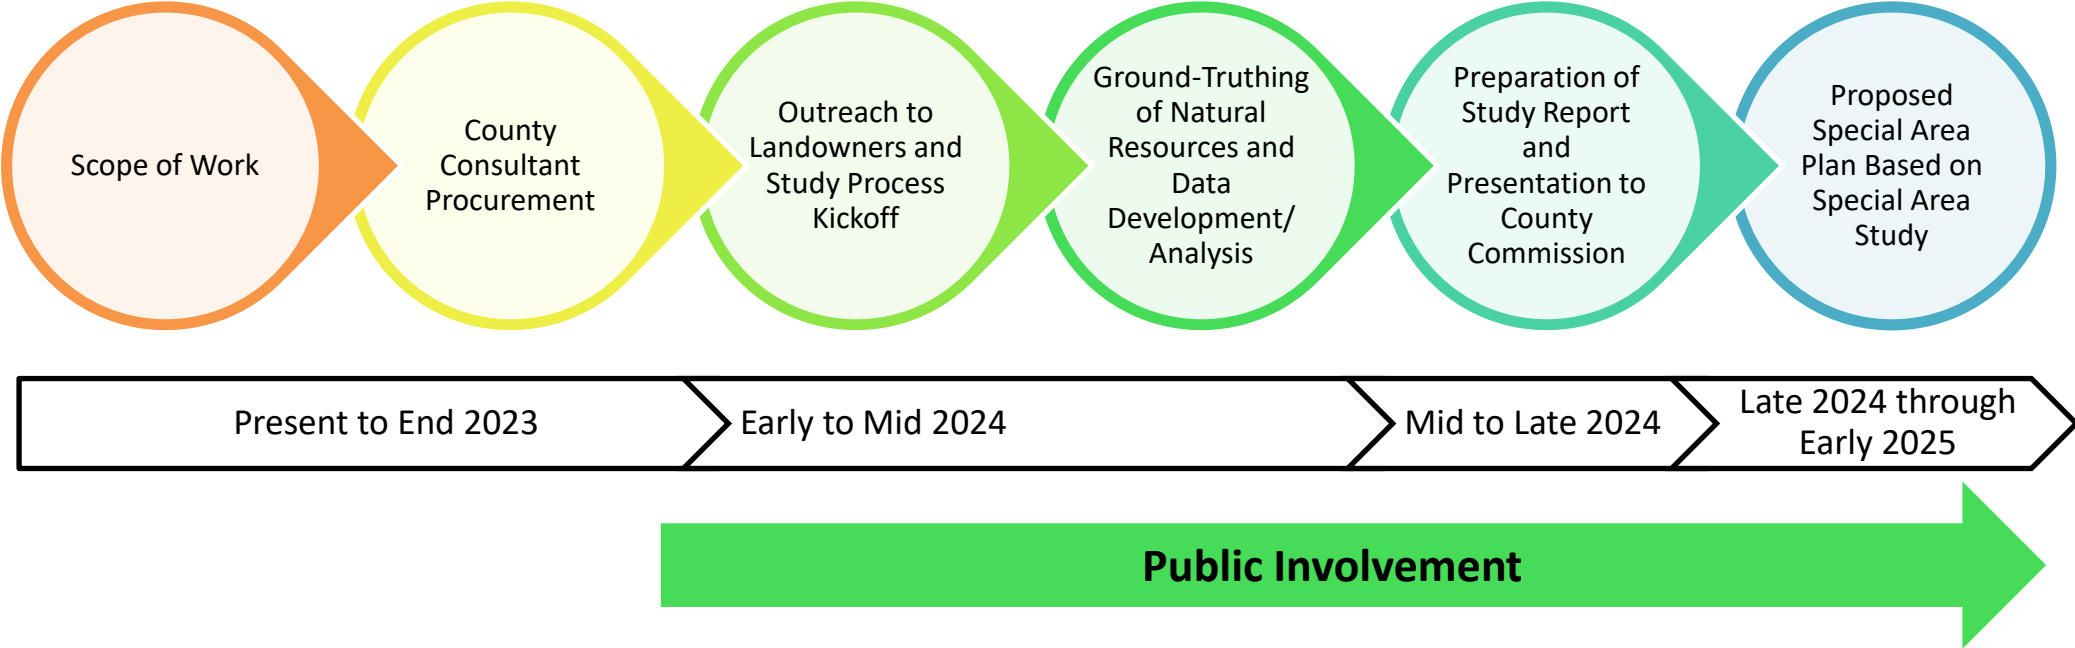 Scope of Work
County
Consultant
Procurement
Outreach to
Landowners and
Study Process
Kickoff
Ground-Truthing
of Natural
Resources and
Data
Development/
Analysis
Preparation of
Study Report
and
Presentation to
County
Commission
Proposed
Special Area
Plan Based on
Special Area
Study
Present to End 2023
Early to Mid 2024
Mid to Late 2024
Late 2024 through
Early 2025
Public Involvement